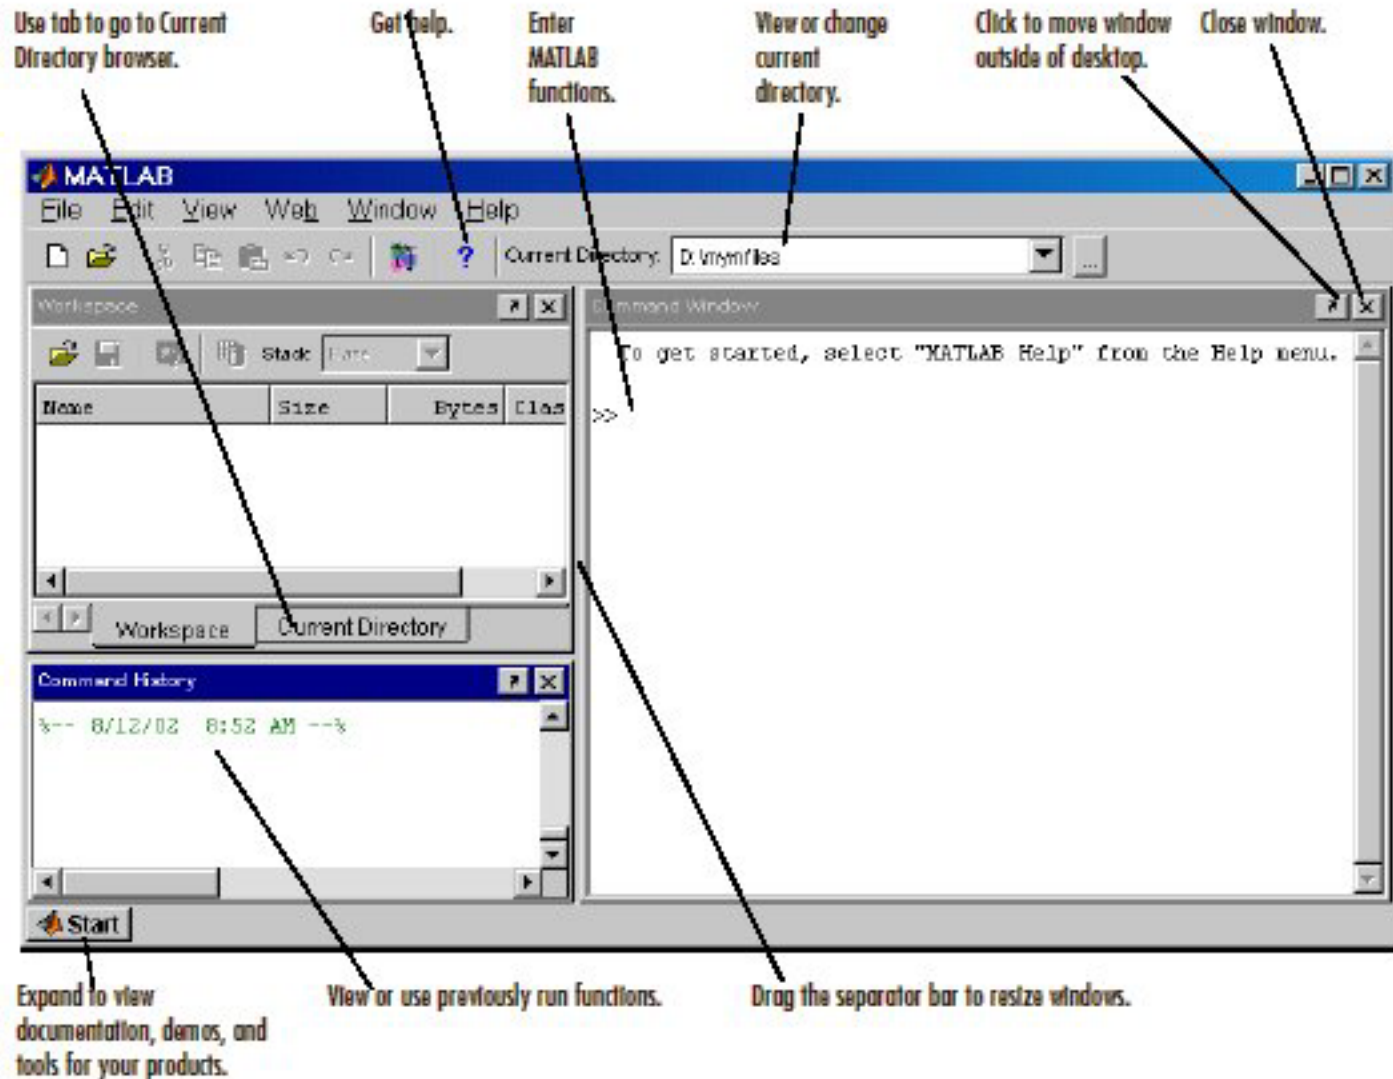 Use tab to go to Current
Directory browser.
Get help.
Enter
MATLAB
functions.
View or change
current
directory.
Click to move window
outside of desktop.
Close window.
MATLAB
File Edit View Web Window Help
? Current Directory: D:\mymfiles ...
Workspace
Stack:
Name Size Bytes Clas
Workspace Current Directory
Command History
%-- 8/12/02 8:52 AM --%
Command Window
To get started, select "MATLAB Help" from the Help menu.
>>
Start
Expand to view
documentation, demos, and
tools for your products.
View or use previously run functions.
Drag the separator bar to resize windows.